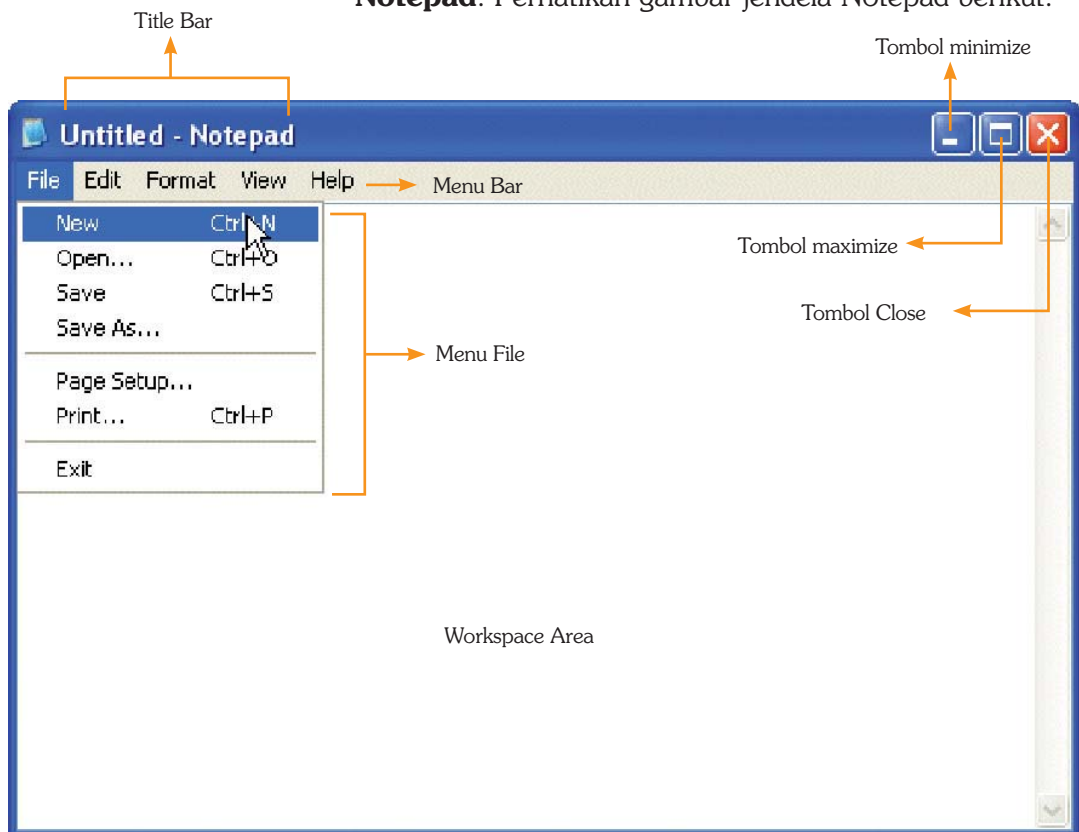 Notepad. Perhatikan gambar jendela Notepad berikut.
Title Bar
Tombol minimize
Untitled - Notepad
File Edit Format View Help
Menu Bar
New Ctrl+N
Open... Ctrl+O
Save Ctrl+S
Save As...
Page Setup...
Print... Ctrl+P
Exit
Tombol maximize
Tombol Close
Menu File
Workspace Area